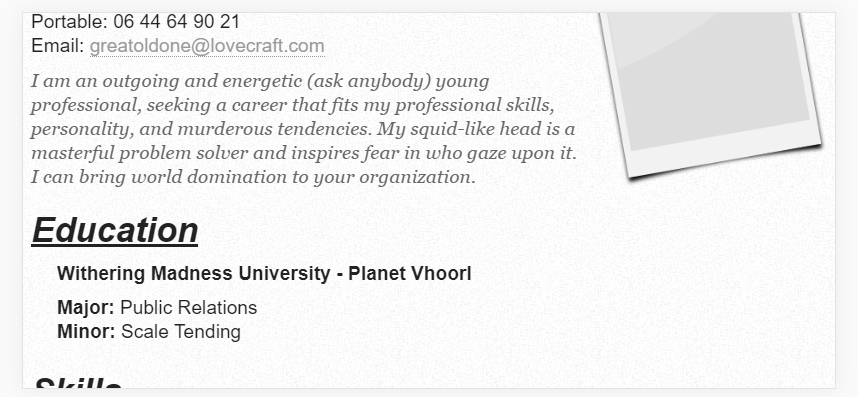 Portable: 06 44 64 90 21
Email: greatoldone@lovecraft.com
I am an outgoing and energetic (ask anybody) young
professional, seeking a career that fits my professional skills,
personality, and murderous tendencies. My squid-like head is a
masterful problem solver and inspires fear in who gaze upon it.
I can bring world domination to your organization.
Education
Withering Madness University - Planet Vhoorl
Major: Public Relations
Minor: Scale Tending
Skills